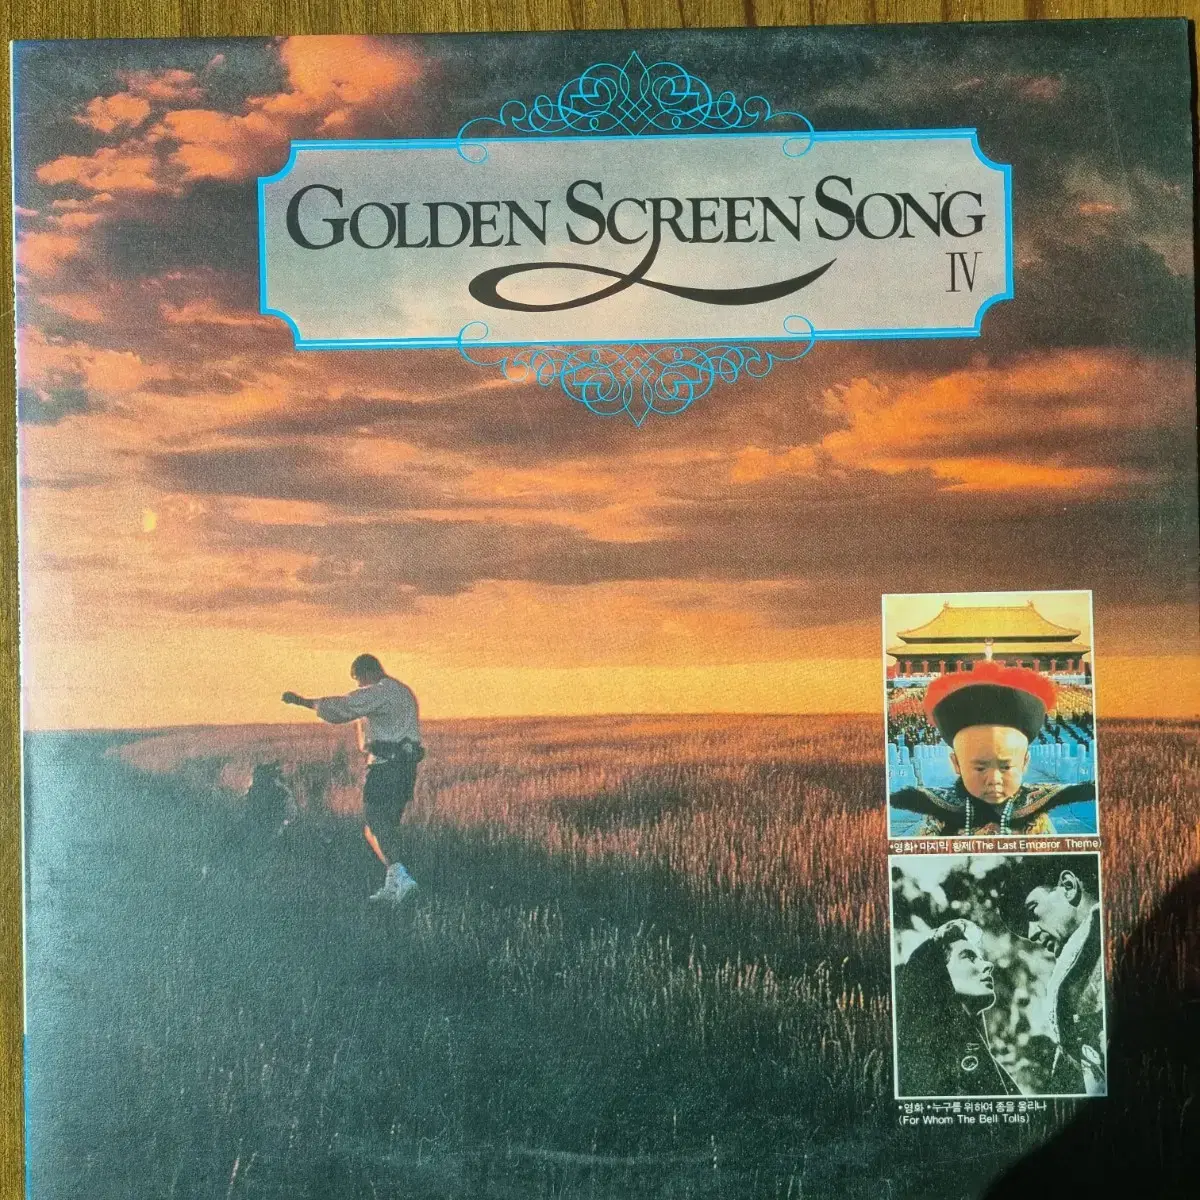 GOLDEN SCREEN SONG
IV
•영화•마지막 황제(The Last Emperor Theme)
•영화•누구를 위하여 종을 울리나
(For Whom The Bell Tolls)